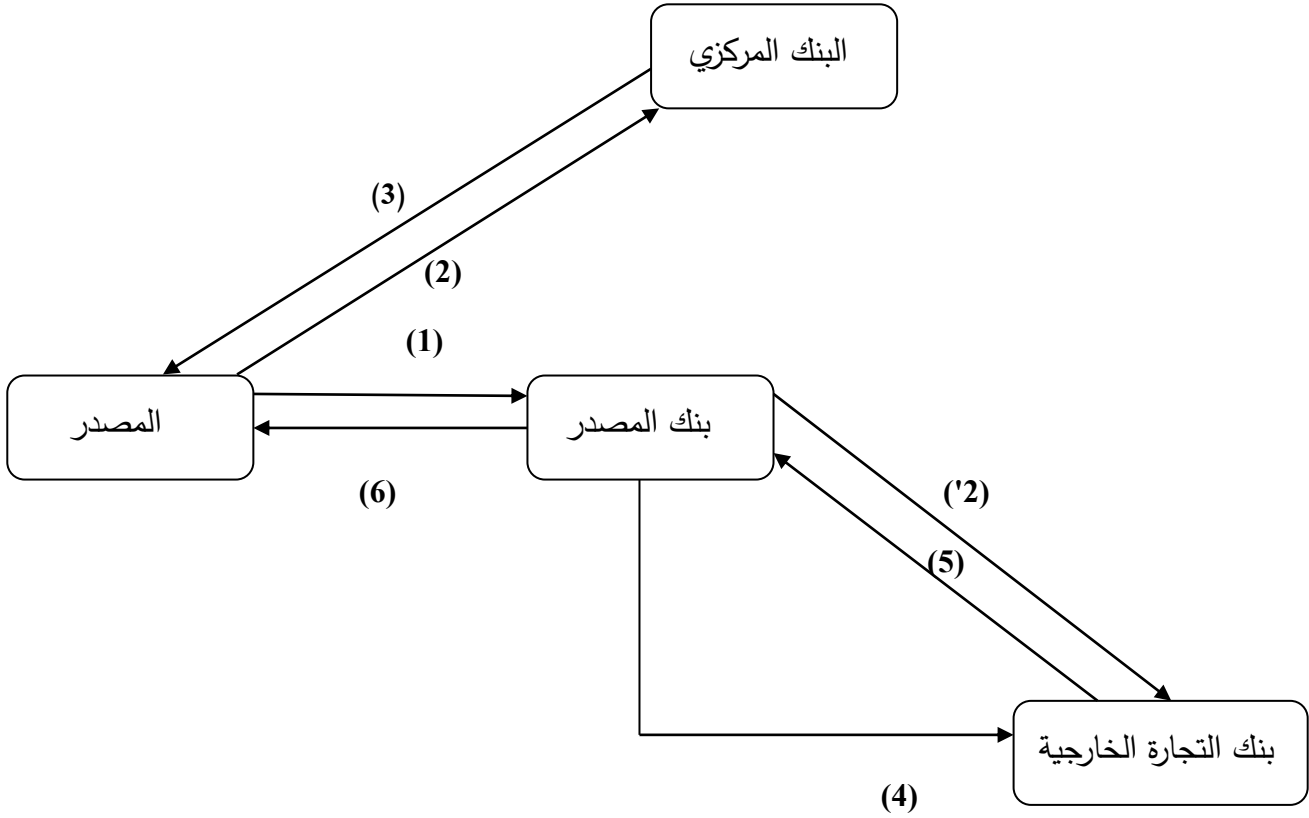 البنك المركزي
(3)
(2)
(1)
المصدر
بنك المصدر
(6)
('2)
(5)
بنك التجارة الخارجية
(4)